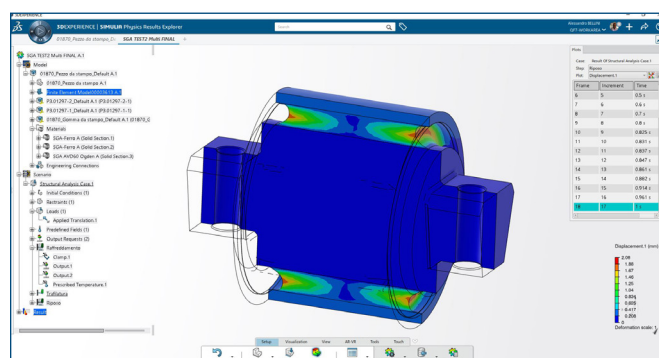 3DEXPERIENCE
3DEXPERIENCE | SIMULIA Physics Results Explorer
Search
Alessandro BELLINI
01870_Pezzo da stampo_D
SGA TEST2 Multi FINAL
SGA TEST2 Multi FINAL A.1
Model
01870_Pezzo da stampo_Default A.1
01870_Pezzo da stampo A.1
P3.01297-2_Default A.1 (P3.01297-2-1)
P3.01297-1_Default A.1 (P3.01297-1-1)
01870_Gomma da stampo_Default A.1 (01870_G
Materials
SGA-Ferro A (Solid Section.1)
SGA-Ferro A (Solid Section.2)
SGA AVD60 Ogden A (Solid Section.3)
Engineering Connections
Scenario
Structural Analysis Case.1
Initial Conditions (1)
Restraints (1)
Loads (1)
Applied Translation.1
Predefined Fields (1)
Output Requests (2)
Raffreddamento
Clamp.1
Output.1
Output.2
Prescribed Temperature.1
Trafilatura
Riposo
Result
Plots
Case: Result Of Structural Analysis Case.1
Step: Riposo
Plot: Displacement.1
Frame Increment Time
6 5 0.5 s
7 6 0.6 s
8 7 0.7 s
9 8 0.8 s
10 9 0.825 s
11 10 0.831 s
12 11 0.837 s
13 12 0.847 s
14 13 0.861 s
15 14 0.882 s
16 15 0.914 s
17 16 0.961 s
18 17 1 s
Displacement.1 (mm)
2.09
1.88
1.67
1.46
1.25
1.04
0.834
0.625
0.417
0.208
0
Deformation scale: 1
Setup Visualization View AR-VR Tools Touch